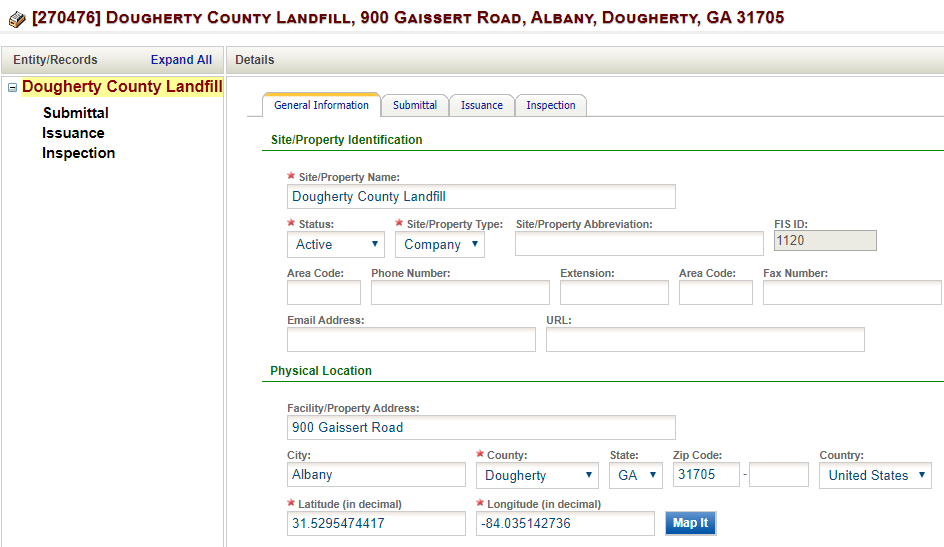 [270476] Dougherty County Landfill, 900 Gaissert Road, Albany, Dougherty, GA 31705
Entity/Records Expand All
Details
Dougherty County Landfill
Submittal
Issuance
Inspection
General Information Submittal Issuance Inspection
Site/Property Identification
* Site/Property Name:
Dougherty County Landfill
* Status: * Site/Property Type: Site/Property Abbreviation: FIS ID:
Active Company 1120
Area Code: Phone Number: Extension: Area Code: Fax Number:
Email Address: URL:
Physical Location
Facility/Property Address:
900 Gaissert Road
City: * County: State: Zip Code: Country:
Albany Dougherty GA 31705 - United States
* Latitude (in decimal) * Longitude (in decimal)
31.5295474417 -84.035142736 Map It